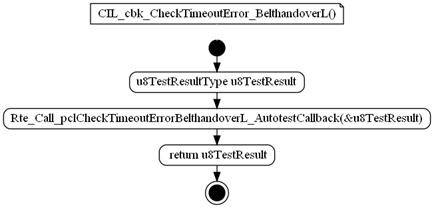 CIL_cbk_CheckTimeoutError_BelthandoverL()
u8TestResultType u8TestResult
Rte_Call_pclCheckTimeoutErrorBelthandoverL_AutotestCallback(&u8TestResult)
return u8TestResult